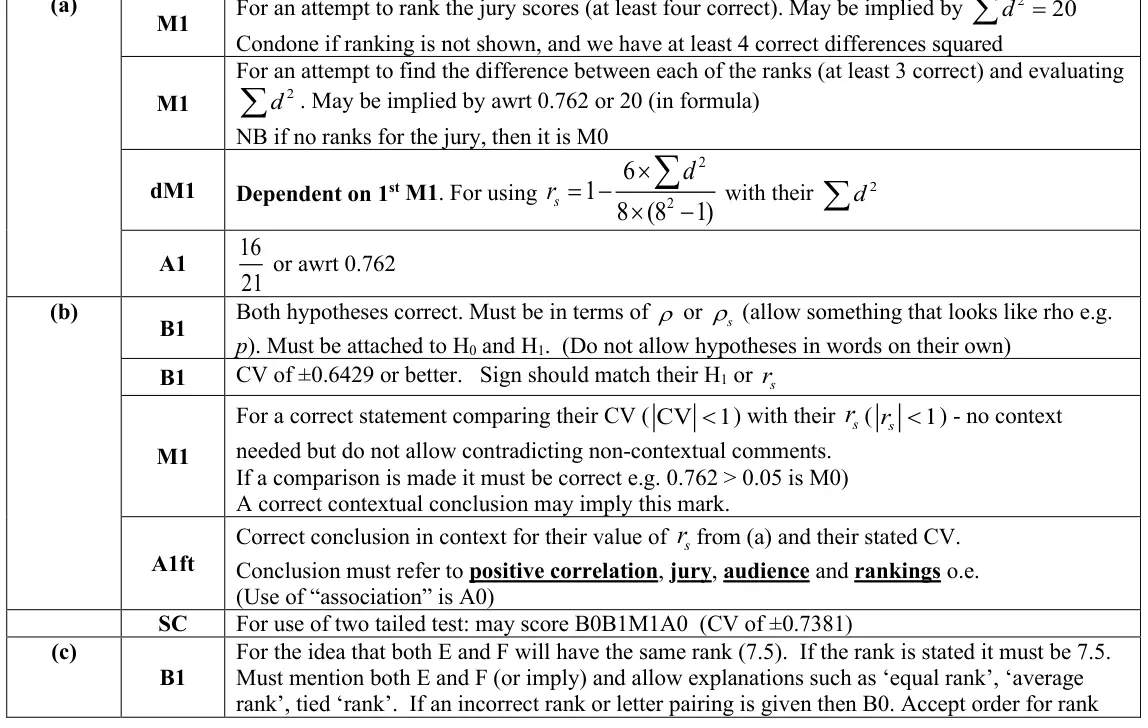 (a)
M1
For an attempt to rank the jury scores (at least four correct). May be implied by ∑d² = 20
Condone if ranking is not shown, and we have at least 4 correct differences squared
M1
For an attempt to find the difference between each of the ranks (at least 3 correct) and evaluating
∑d² . May be implied by awrt 0.762 or 20 (in formula)
NB if no ranks for the jury, then it is M0
dM1
Dependent on 1st M1. For using rₛ = 1 − (6 × ∑d²) / (8 × (8² − 1)) with their ∑d²
A1
16/21 or awrt 0.762
(b)
B1
Both hypotheses correct. Must be in terms of ρ or ρₛ (allow something that looks like rho e.g.
p). Must be attached to H₀ and H₁. (Do not allow hypotheses in words on their own)
B1
CV of ±0.6429 or better. Sign should match their H₁ or rₛ
M1
For a correct statement comparing their CV (|CV| < 1) with their rₛ (|rₛ| < 1) - no context
needed but do not allow contradicting non-contextual comments.
If a comparison is made it must be correct e.g. 0.762 > 0.05 is M0)
A correct contextual conclusion may imply this mark.
A1ft
Correct conclusion in context for their value of rₛ from (a) and their stated CV.
Conclusion must refer to positive correlation, jury, audience and rankings o.e.
(Use of “association” is A0)
SC
For use of two tailed test: may score B0B1M1A0 (CV of ±0.7381)
(c)
B1
For the idea that both E and F will have the same rank (7.5). If the rank is stated it must be 7.5.
Must mention both E and F (or imply) and allow explanations such as ‘equal rank’, ‘average
rank’, tied ‘rank’. If an incorrect rank or letter pairing is given then B0. Accept order for rank